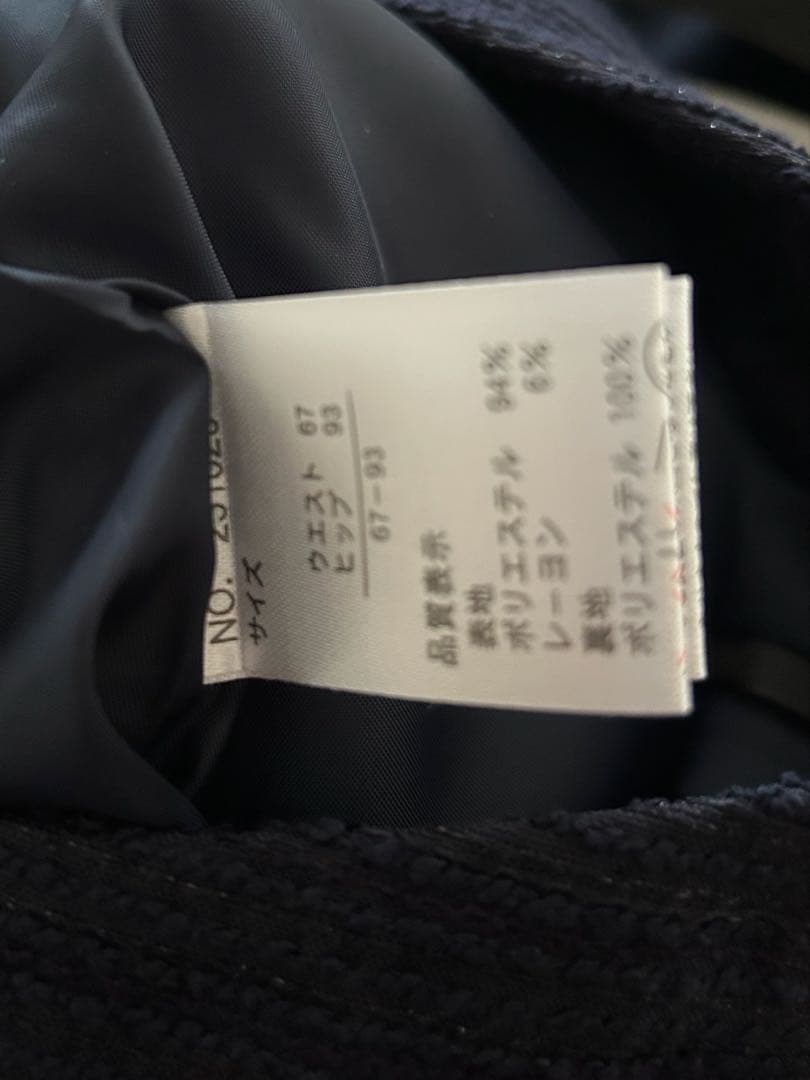 NO.
サイズ
ウエスト 67
ヒップ 93
67-93
品質表示
表地
ポリエステル 94%
レーヨン 6%
裏地
ポリエステル 100%